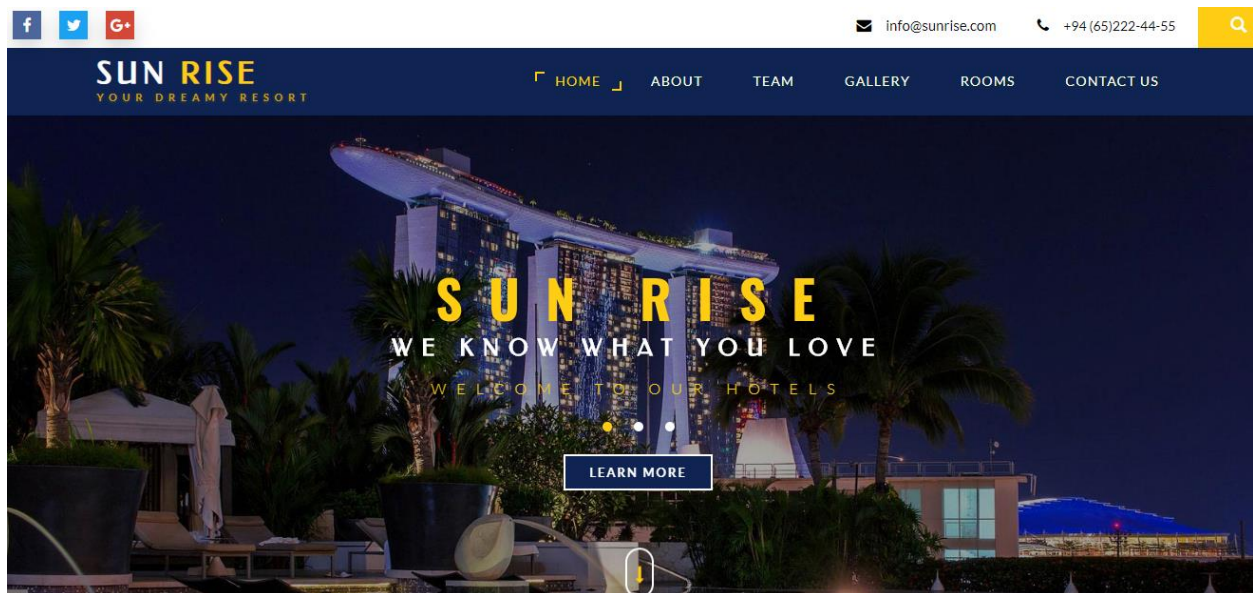 info@sunrise.com +94 (65)222-44-55
SUN RISE
YOUR DREAMY RESORT
HOME ABOUT TEAM GALLERY ROOMS CONTACT US
SUN RISE
WE KNOW WHAT YOU LOVE
WELCOME TO OUR HOTELS
LEARN MORE